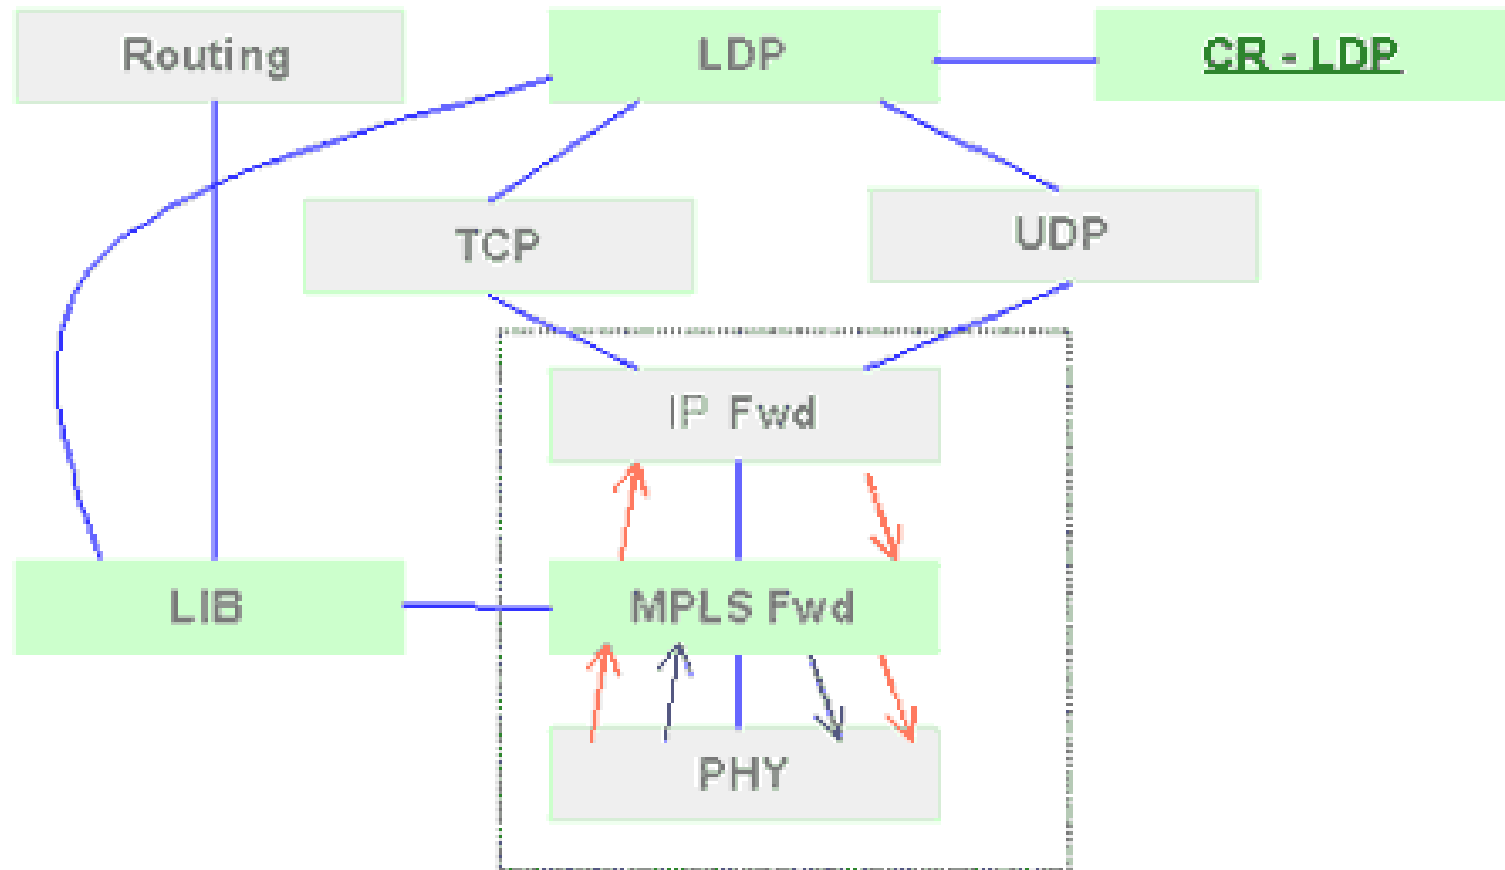 Routing
LDP
CR - LDP
TCP
UDP
IP Fwd
LIB
MPLS Fwd
PHY